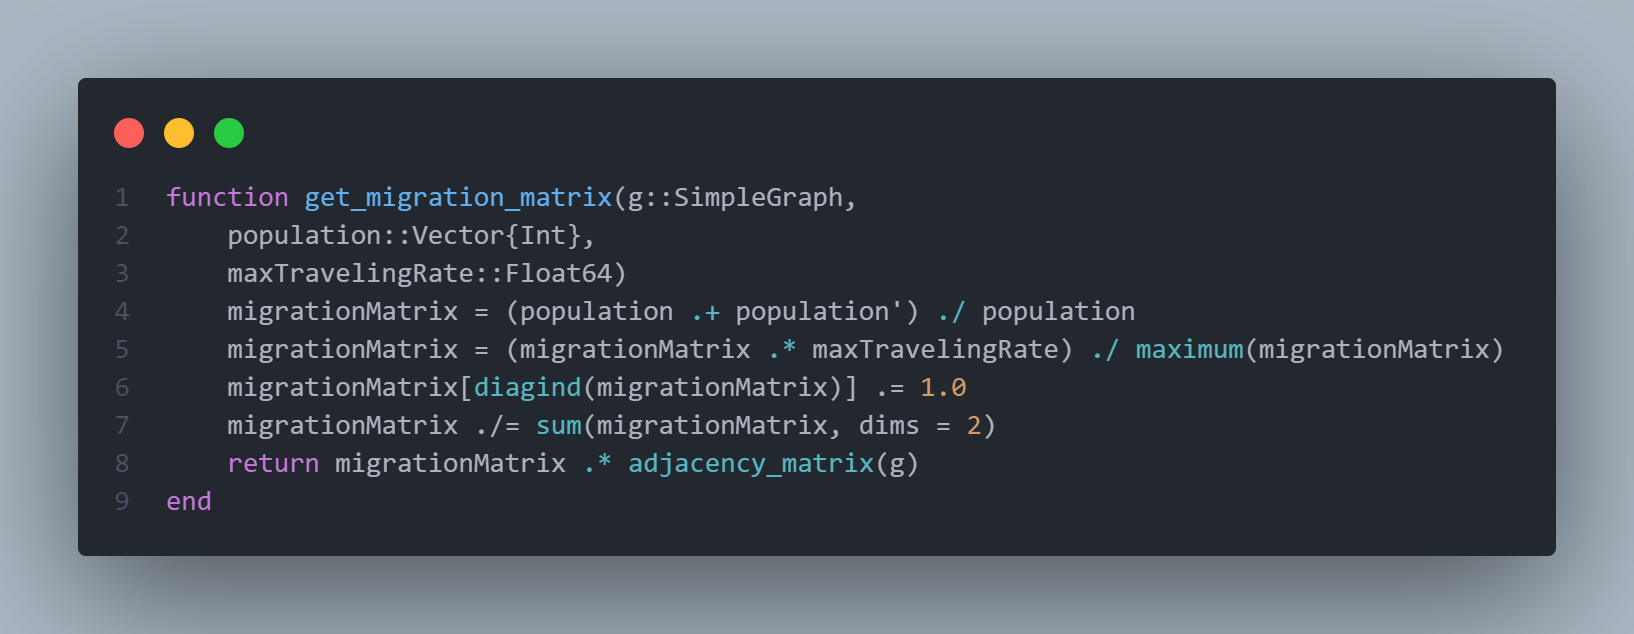 1 function get_migration_matrix(g::SimpleGraph,
2     population::Vector{Int},
3     maxTravelingRate::Float64)
4     migrationMatrix = (population .+ population') ./ population
5     migrationMatrix = (migrationMatrix .* maxTravelingRate) ./ maximum(migrationMatrix)
6     migrationMatrix[diagind(migrationMatrix)] .= 1.0
7     migrationMatrix ./= sum(migrationMatrix, dims = 2)
8     return migrationMatrix .* adjacency_matrix(g)
9 end